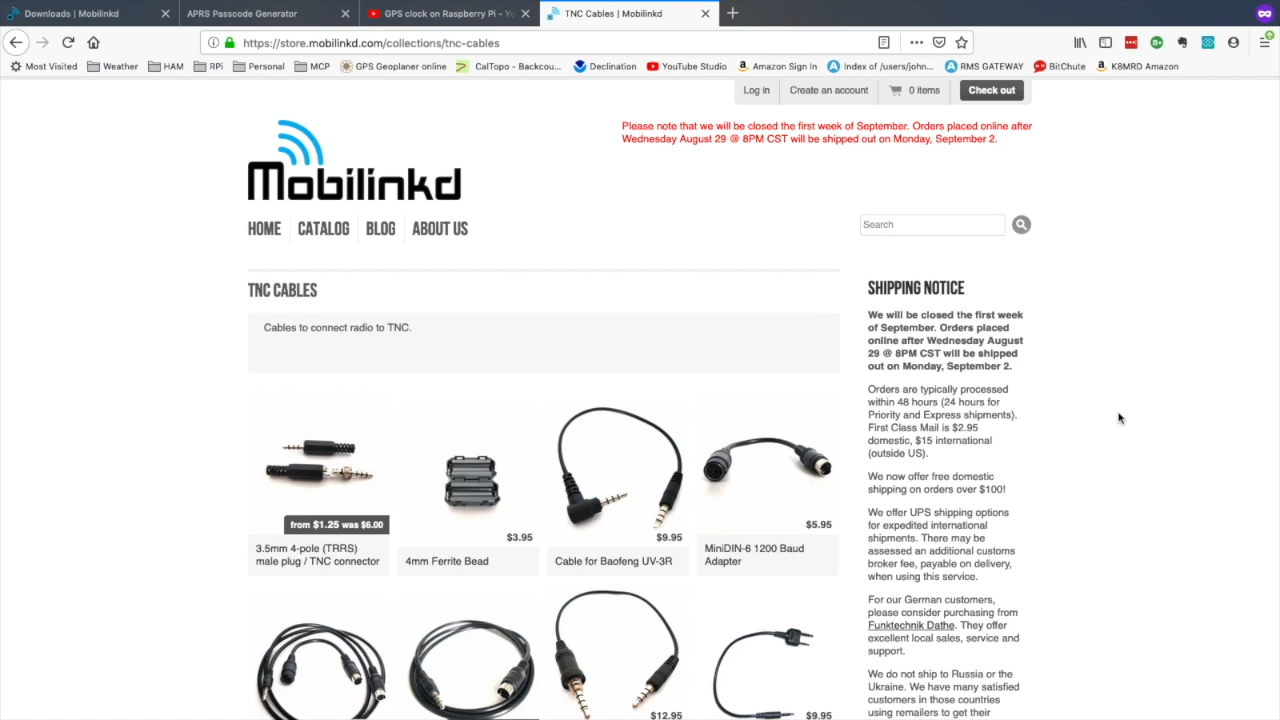 Downloads | Mobilinkd
APRS Passcode Generator
GPS clock on Raspberry Pi - Yo
TNC Cables | Mobilinkd
https://store.mobilinkd.com/collections/tnc-cables
Most Visited Weather HAM RPi Personal MCP GPS Geoplaner online CalTopo - Backcou... Declination YouTube Studio Amazon Sign In Index of /users/john... RMS GATEWAY BitChute K8MRD Amazon
Log in Create an account 0 items Check out
Please note that we will be closed the first week of September. Orders placed online after
Wednesday August 29 @ 8PM CST will be shipped out on Monday, September 2.
Mobilinkd
HOME CATALOG BLOG ABOUT US
Search
TNC CABLES
Cables to connect radio to TNC.
from $1.25 was $6.00
3.5mm 4-pole (TRRS)
male plug / TNC connector
$3.95
4mm Ferrite Bead
$9.95
Cable for Baofeng UV-3R
$5.95
MiniDIN-6 1200 Baud
Adapter
$12.95
$9.95
SHIPPING NOTICE
We will be closed the first week
of September. Orders placed
online after Wednesday August
29 @ 8PM CST will be shipped
out on Monday, September 2.
Orders are typically processed
within 48 hours (24 hours for
Priority and Express shipments).
First Class Mail is $2.95
domestic, $15 international
(outside US).
We now offer free domestic
shipping on orders over $100!
We offer UPS shipping options
for expedited international
shipments. There may be
assessed an additional customs
broker fee, payable on delivery,
when using this service.
For our German customers,
please consider purchasing from
Funktechnik Dathe. They offer
excellent local sales, service and
support.
We do not ship to Russia or the
Ukraine. We have many satisfied
customers in those countries
using remailers to get their